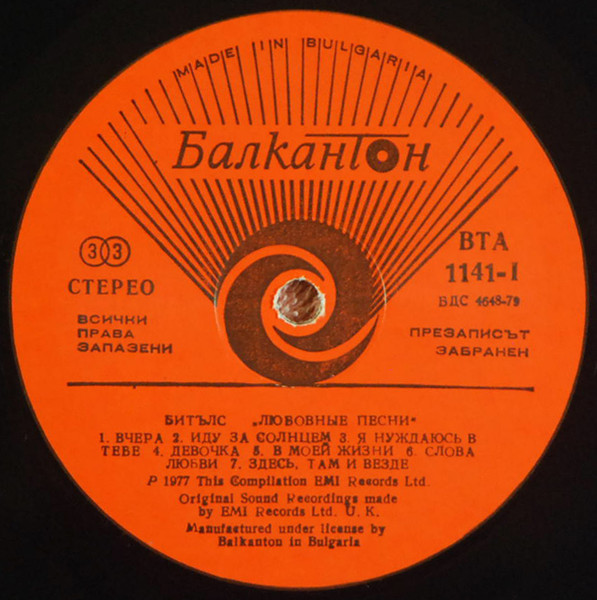 MADE IN BULGARIA
Балкантон
33
СТЕРЕО
ВСИЧКИ
ПРАВА
ЗАПАЗЕНИ
ВТА
1141-I
БДС 4648-79
ПРЕЗАПИСЪТ
ЗАБРАНЕН
БИТЪЛС „ЛЮБОВНЫЕ ПЕСНИ“
1. ВЧЕРА 2. ИДУ ЗА СОЛНЦЕМ 3. Я НУЖДАЮСЬ В
ТЕБЕ 4. ДЕВОЧКА 5. В МОЕЙ ЖИЗНИ 6. СЛОВА
ЛЮБВИ 7. ЗДЕСЬ, ТАМ И ВЕЗДЕ
P 1977 This Compilation EMI Records Ltd.
Original Sound Recordings made
by EMI Records Ltd. U. K.
Manufactured under license by
Balkanton in Bulgaria